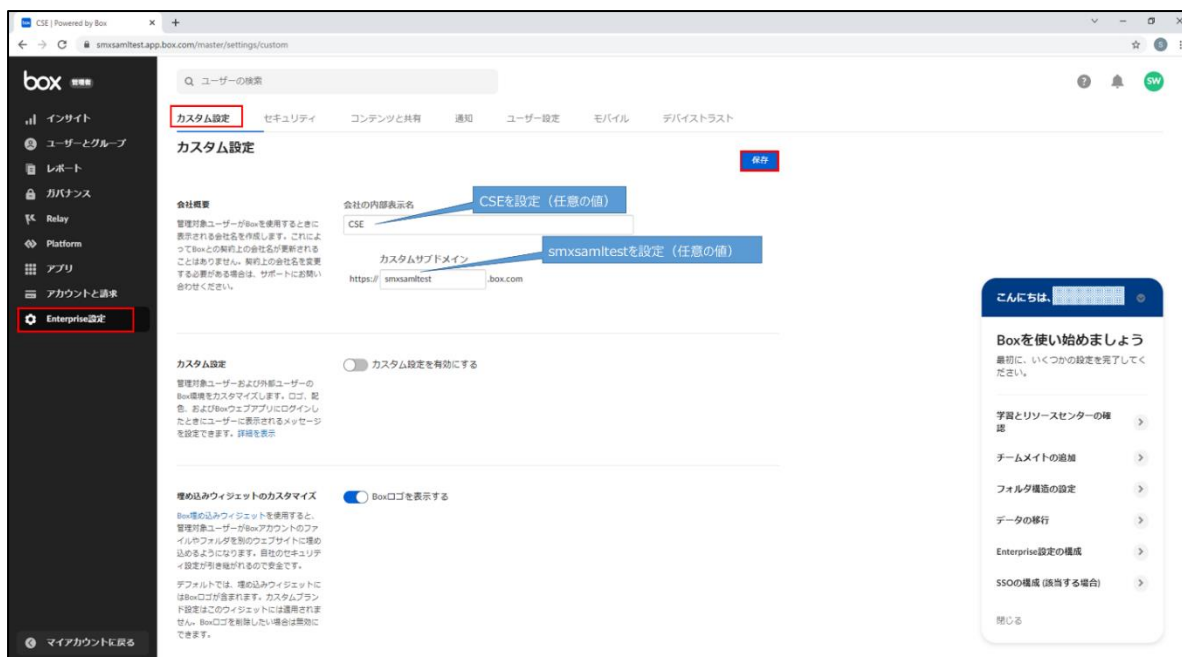 CSE | Powered by Box
smxsamltest.app.box.com/master/settings/custom
box 管理者
ユーザーの検索
SW
インサイト
ユーザーとグループ
レポート
ガバナンス
Relay
Platform
アプリ
アカウントと請求
Enterprise設定
マイアカウントに戻る
カスタム設定 セキュリティ コンテンツと共有 通知 ユーザー設定 モバイル デバイストラスト
カスタム設定
保存
会社概要
管理対象ユーザーがBoxを使用するときに
表示される会社名を作成します。これによ
ってBoxとの契約上の会社名が更新される
ことはありません。契約上の会社名を変更
する必要がある場合は、サポートにお問い
合わせください。
会社の内部表示名
CSEを設定（任意の値）
CSE
カスタムサブドメイン
smxsamltestを設定（任意の値）
https:// smxsamltest .box.com
カスタム設定
カスタム設定を有効にする
管理対象ユーザーおよび外部ユーザーの
Box環境をカスタマイズします。ロゴ、配
色、およびBoxウェブアプリにログインし
たときにユーザーに表示されるメッセージ
を設定できます。詳細を表示
埋め込みウィジェットのカスタマイズ
Boxロゴを表示する
Box埋め込みウィジェットを使用すると、
管理対象ユーザーがBoxアカウントのファ
イルやフォルダを別のウェブサイトに埋め
込めるようになります。自社のセキュリテ
ィ設定が引き継がれるので安全です。
デフォルトでは、埋め込みウィジェットに
はBoxロゴが含まれます。カスタムブラン
ド設定はこのウィジェットには適用されま
せん。Boxロゴを削除したい場合は無効に
できます。
こんにちは、
Boxを使い始めましょう
最初に、いくつかの設定を完了してく
ださい。
学習とリソースセンターの確
認
チームメイトの追加
フォルダ構造の設定
データの移行
Enterprise設定の構成
SSOの構成 (該当する場合)
閉じる